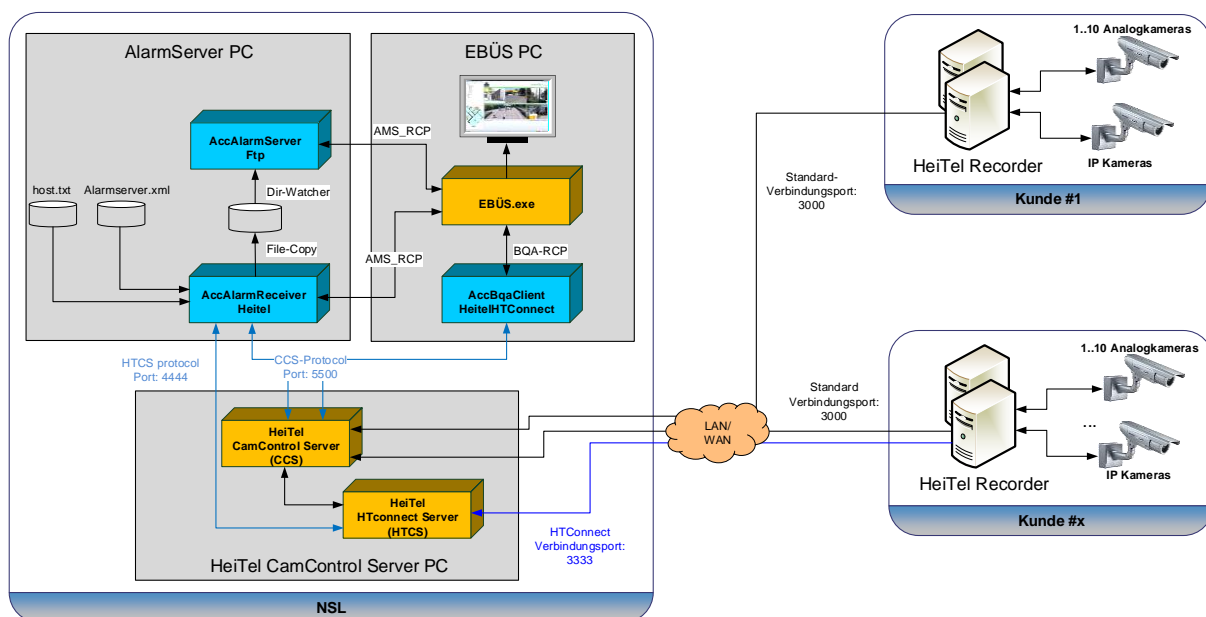 AlarmServer PC
AccAlarmServer
Ftp
host.txt
Alarmserver.xml
Dir-Watcher
File-Copy
AccAlarmReceiver
Heitel
AMS_RCP
AMS_RCP
EBÜS PC
EBÜS.exe
BQA-RCP
AccBqaClient
HeitelHTConnect
HTCS protocol
Port: 4444
CCS-Protocol
Port: 5500
HeiTel
CamControl Server
(CCS)
HeiTel
HTconnect Server
(HTCS)
HeiTel CamControl Server PC
HTConnect
Verbindungsport:
3333
NSL
LAN/
WAN
Standard-
Verbindungsport:
3000
1..10 Analogkameras
IP Kameras
HeiTel Recorder
Kunde #1
Standard
Verbindungsport:
3000
1..10 Analogkameras
...
IP Kameras
HeiTel Recorder
Kunde #x